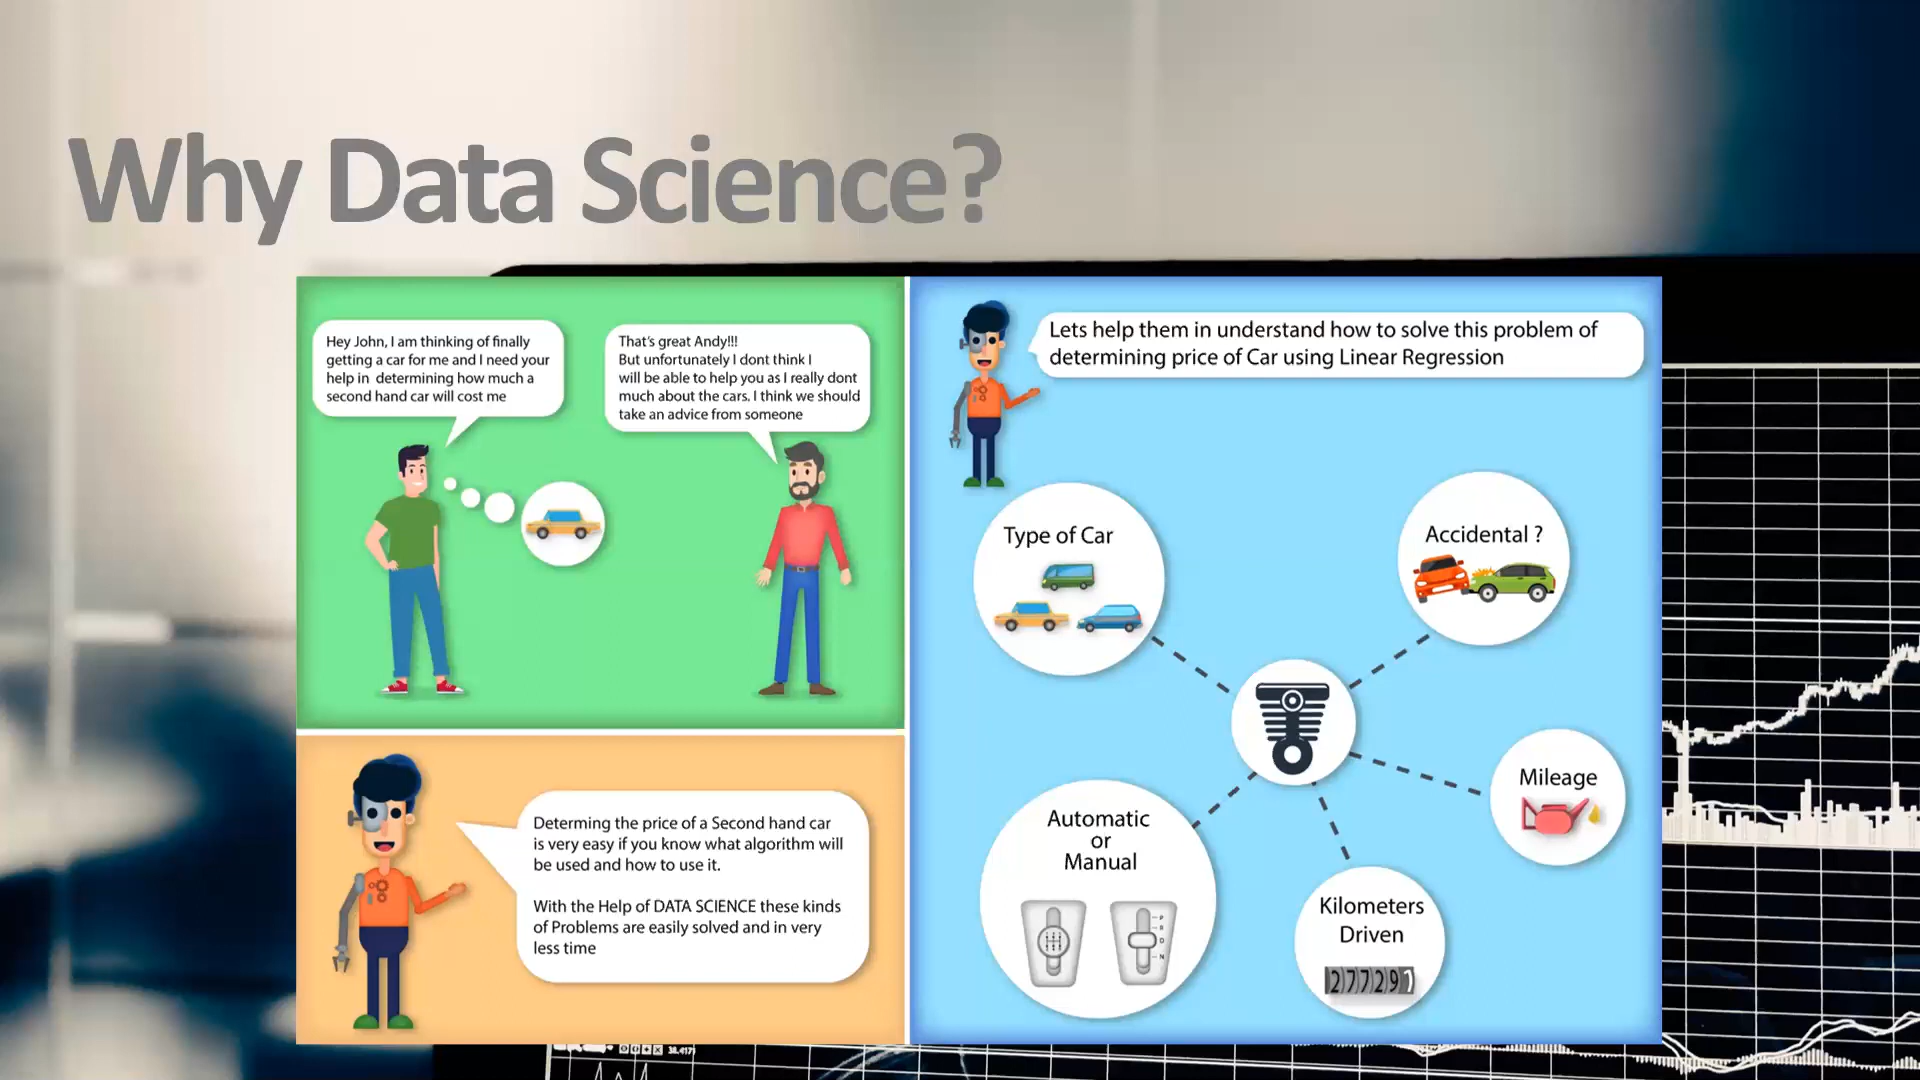 Why Data Science?
Hey John, I am thinking of finally
getting a car for me and I need your
help in determining how much a
second hand car will cost me
That's great Andy!!!
But unfortunately I dont think I
will be able to help you as I really dont
much about the cars. I think we should
take an advice from someone
Determing the price of a Second hand car
is very easy if you know what algorithm will
be used and how to use it.
With the Help of DATA SCIENCE these kinds
of Problems are easily solved and in very
less time
Lets help them in understand how to solve this problem of
determining price of Car using Linear Regression
Type of Car
Accidental ?
Mileage
Automatic
or
Manual
P
R
D
N
Kilometers
Driven
277291